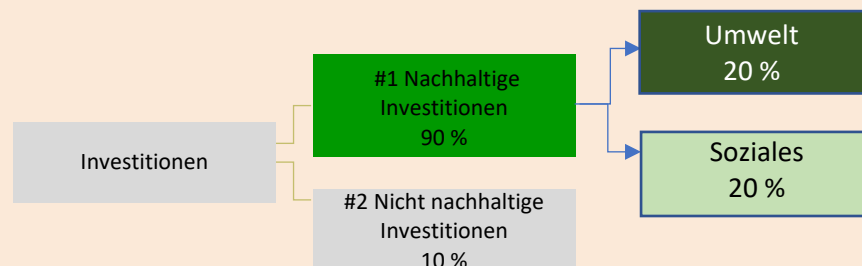 Investitionen
#1 Nachhaltige
Investitionen
90 %
#2 Nicht nachhaltige
Investitionen
10 %
Umwelt
20 %
Soziales
20 %